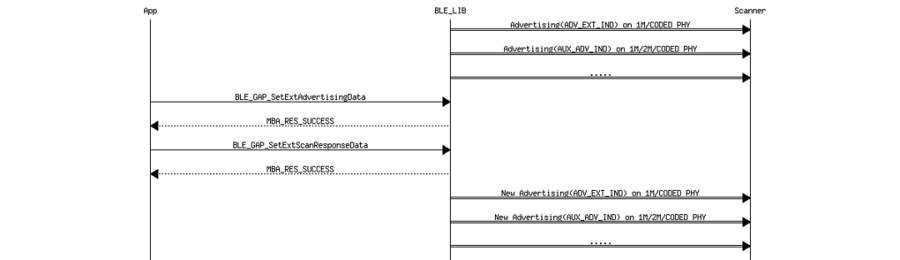 App
BLE_LIB
Scanner
Advertising(ADV_EXT_IND) on 1M/CODED PHY
Advertising(AUX_ADV_IND) on 1M/2M/CODED PHY
.....
BLE_GAP_SetExtAdvertisingData
MBA_RES_SUCCESS
BLE_GAP_SetExtScanResponseData
MBA_RES_SUCCESS
New Advertising(ADV_EXT_IND) on 1M/CODED PHY
New Advertising(AUX_ADV_IND) on 1M/2M/CODED PHY
.....